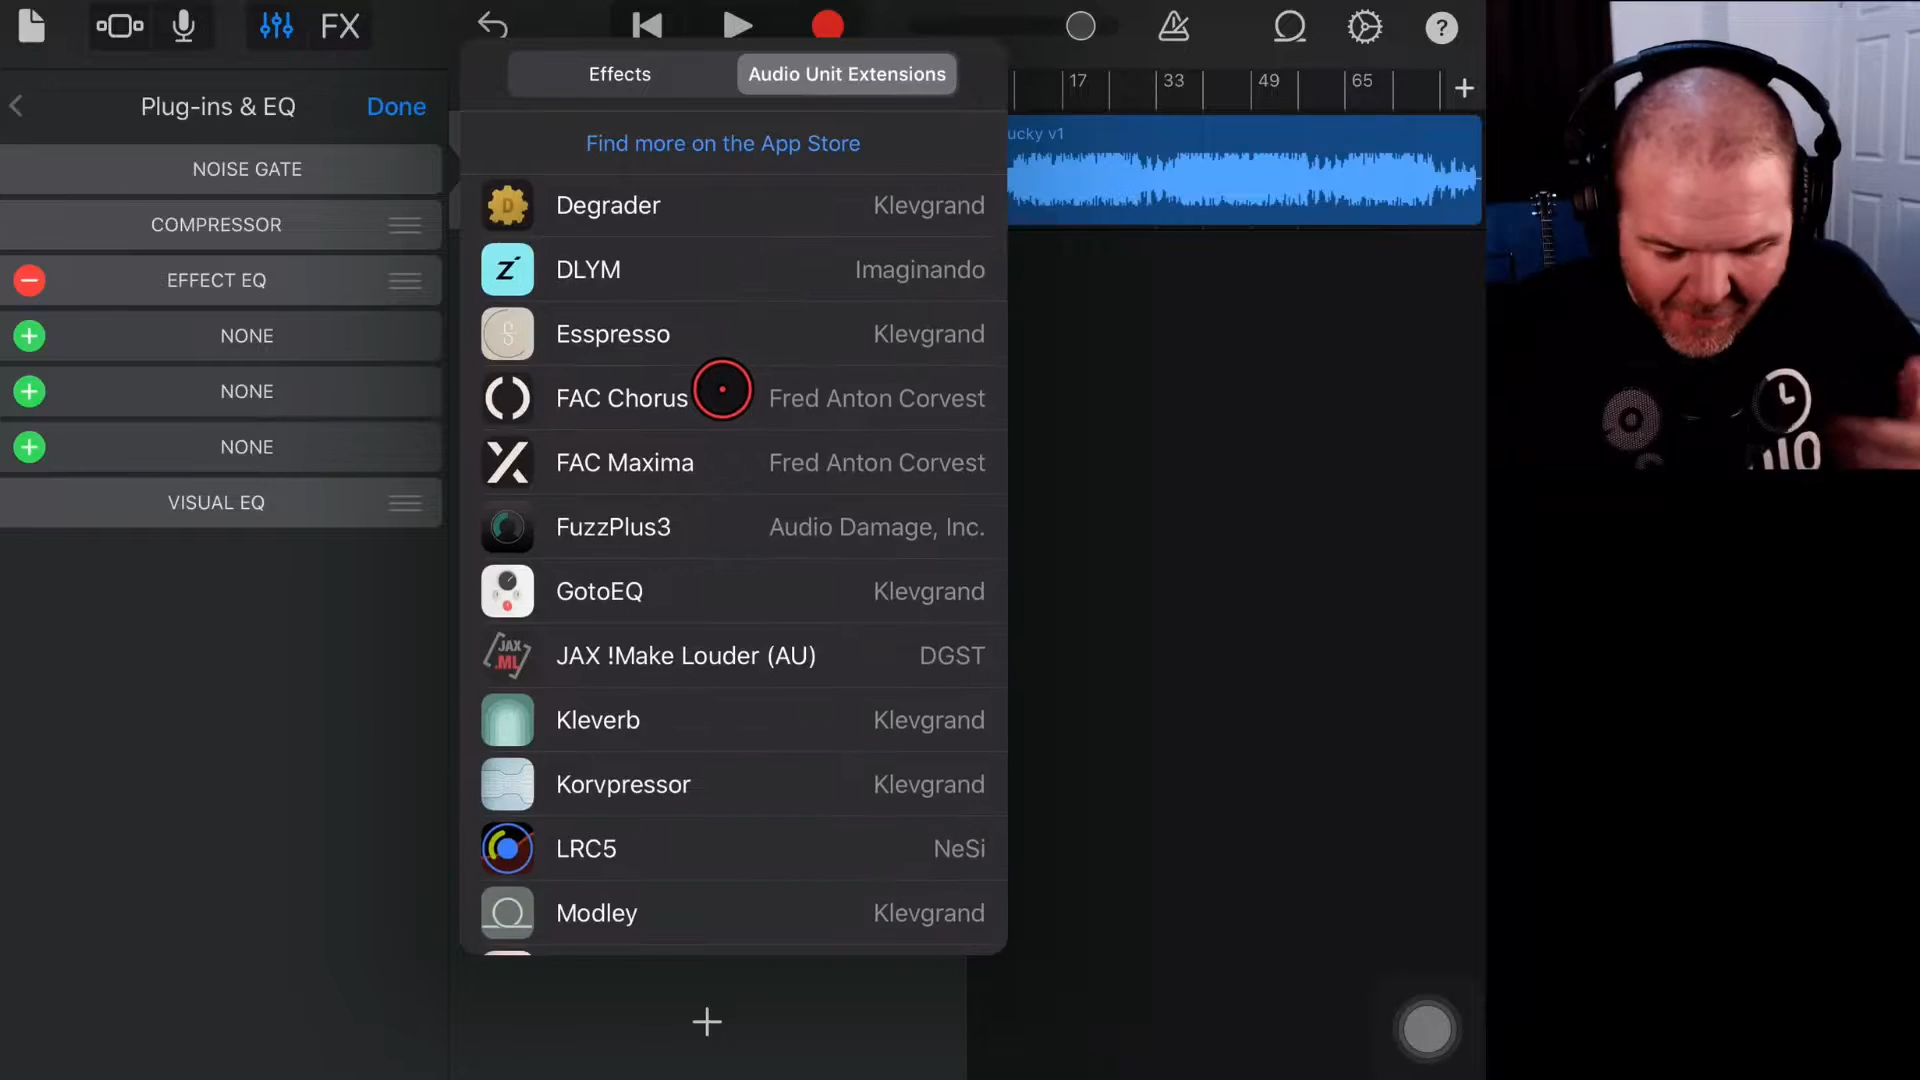 FX
?
Effects
Audio Unit Extensions
17
33
49
65
Plug-ins & EQ
Done
Find more on the App Store
ucky v1
NOISE GATE
COMPRESSOR
EFFECT EQ
NONE
NONE
NONE
VISUAL EQ
D
Degrader Klevgrand
DLYM Imaginando
Esspresso Klevgrand
FAC Chorus Fred Anton Corvest
FAC Maxima Fred Anton Corvest
FuzzPlus3 Audio Damage, Inc.
GotoEQ Klevgrand
JAX
.ML
JAX !Make Louder (AU) DGST
Kleverb Klevgrand
Korvpressor Klevgrand
LRC5 NeSi
Modley Klevgrand